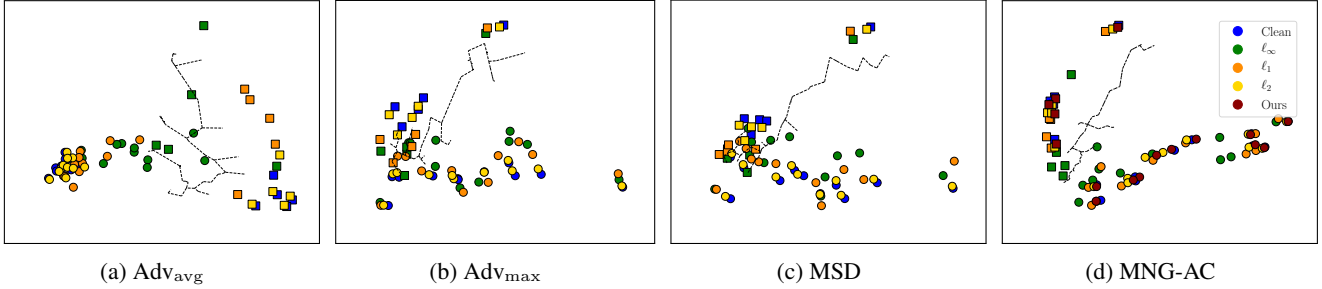 Clean
ℓ∞
ℓ1
ℓ2
Ours
(a) Advavg
(b) Advmax
(c) MSD
(d) MNG-AC